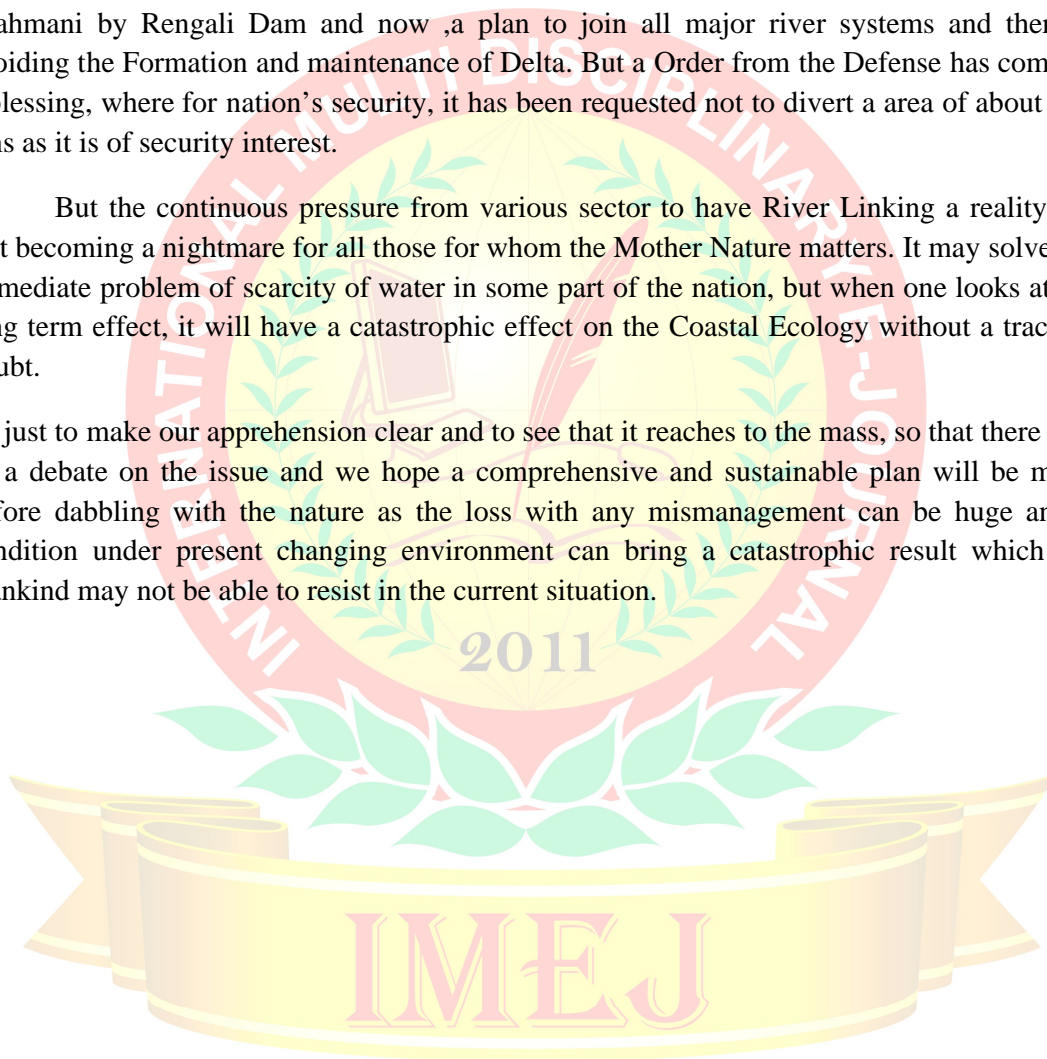 ahmani by Rengali Dam and now ,a plan to join all major river systems and ther
oiding the Formation and maintenance of Delta. But a Order from the Defense has com
blessing, where for nation's security, it has been requested not to divert a area of about
ns as it is of security interest.
But the continuous pressure from various sector to have River Linking a reality
t becoming a nightmare for all those for whom the Mother Nature matters. It may solve
mediate problem of scarcity of water in some part of the nation, but when one looks at
ng term effect, it will have a catastrophic effect on the Coastal Ecology without a trac
ubt.
just to make our apprehension clear and to see that it reaches to the mass, so that there
a debate on the issue and we hope a comprehensive and sustainable plan will be m
fore dabbling with the nature as the loss with any mismanagement can be huge an
ndition under present changing environment can bring a catastrophic result which
ankind may not be able to resist in the current situation.
INTERNATIONAL MULTI DISCIPLINARY E-JOURNAL
2011
IMEJ